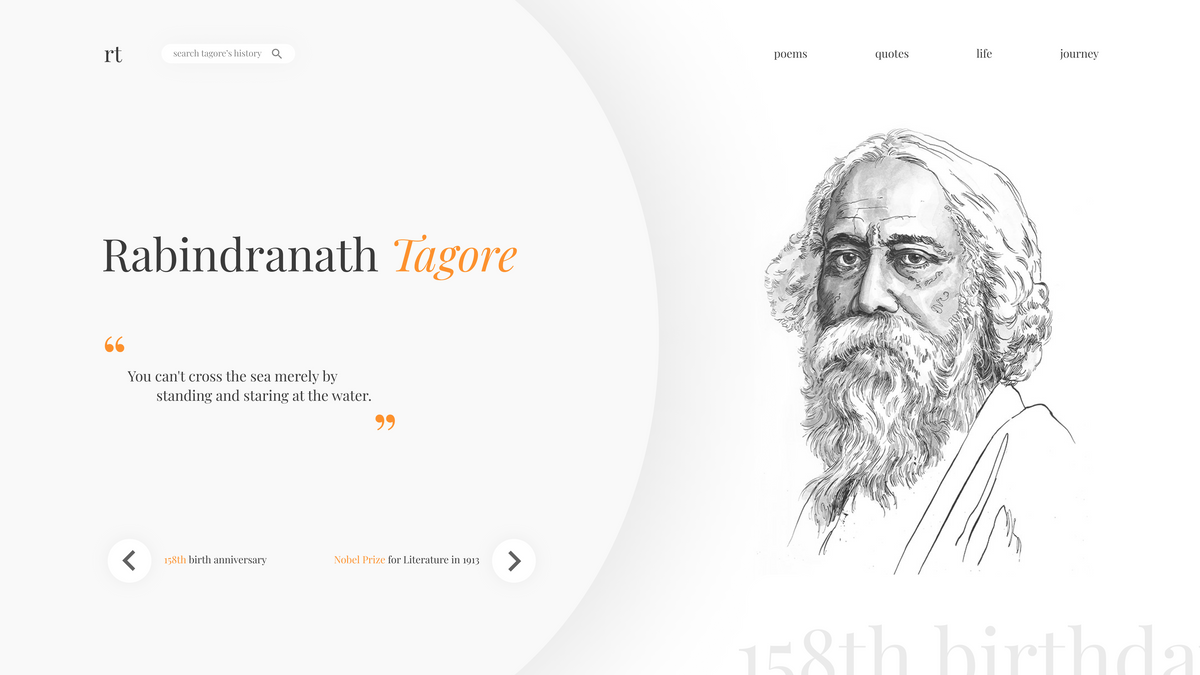 rt
search tagore's history
poems
quotes
life
journey
Rabindranath Tagore
“
You can't cross the sea merely by
standing and staring at the water.
”
158th birth anniversary
Nobel Prize for Literature in 1913
158th birthda